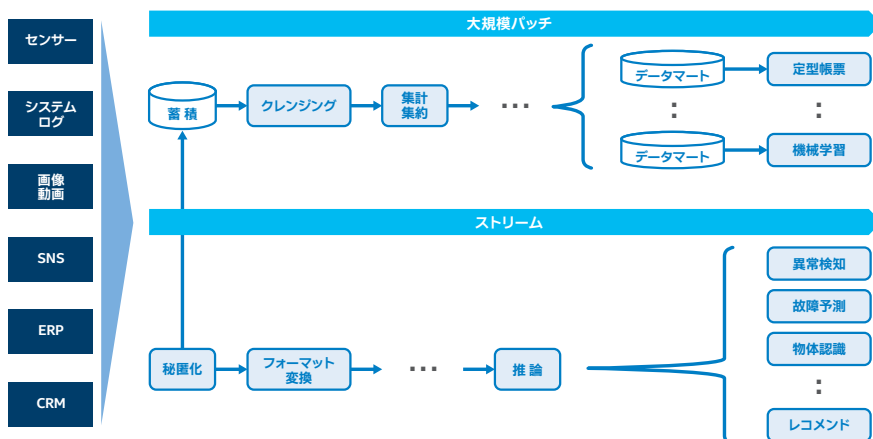 センサー
システム
ログ
画像
動画
SNS
ERP
CRM
大規模パッチ
蓄積
クレンジング
集計
集約
...
データマート
定型帳票
:
:
データマート
機械学習
ストリーム
秘匿化
フォーマット
変換
...
推論
異常検知
故障予測
物体認識
:
レコメンド